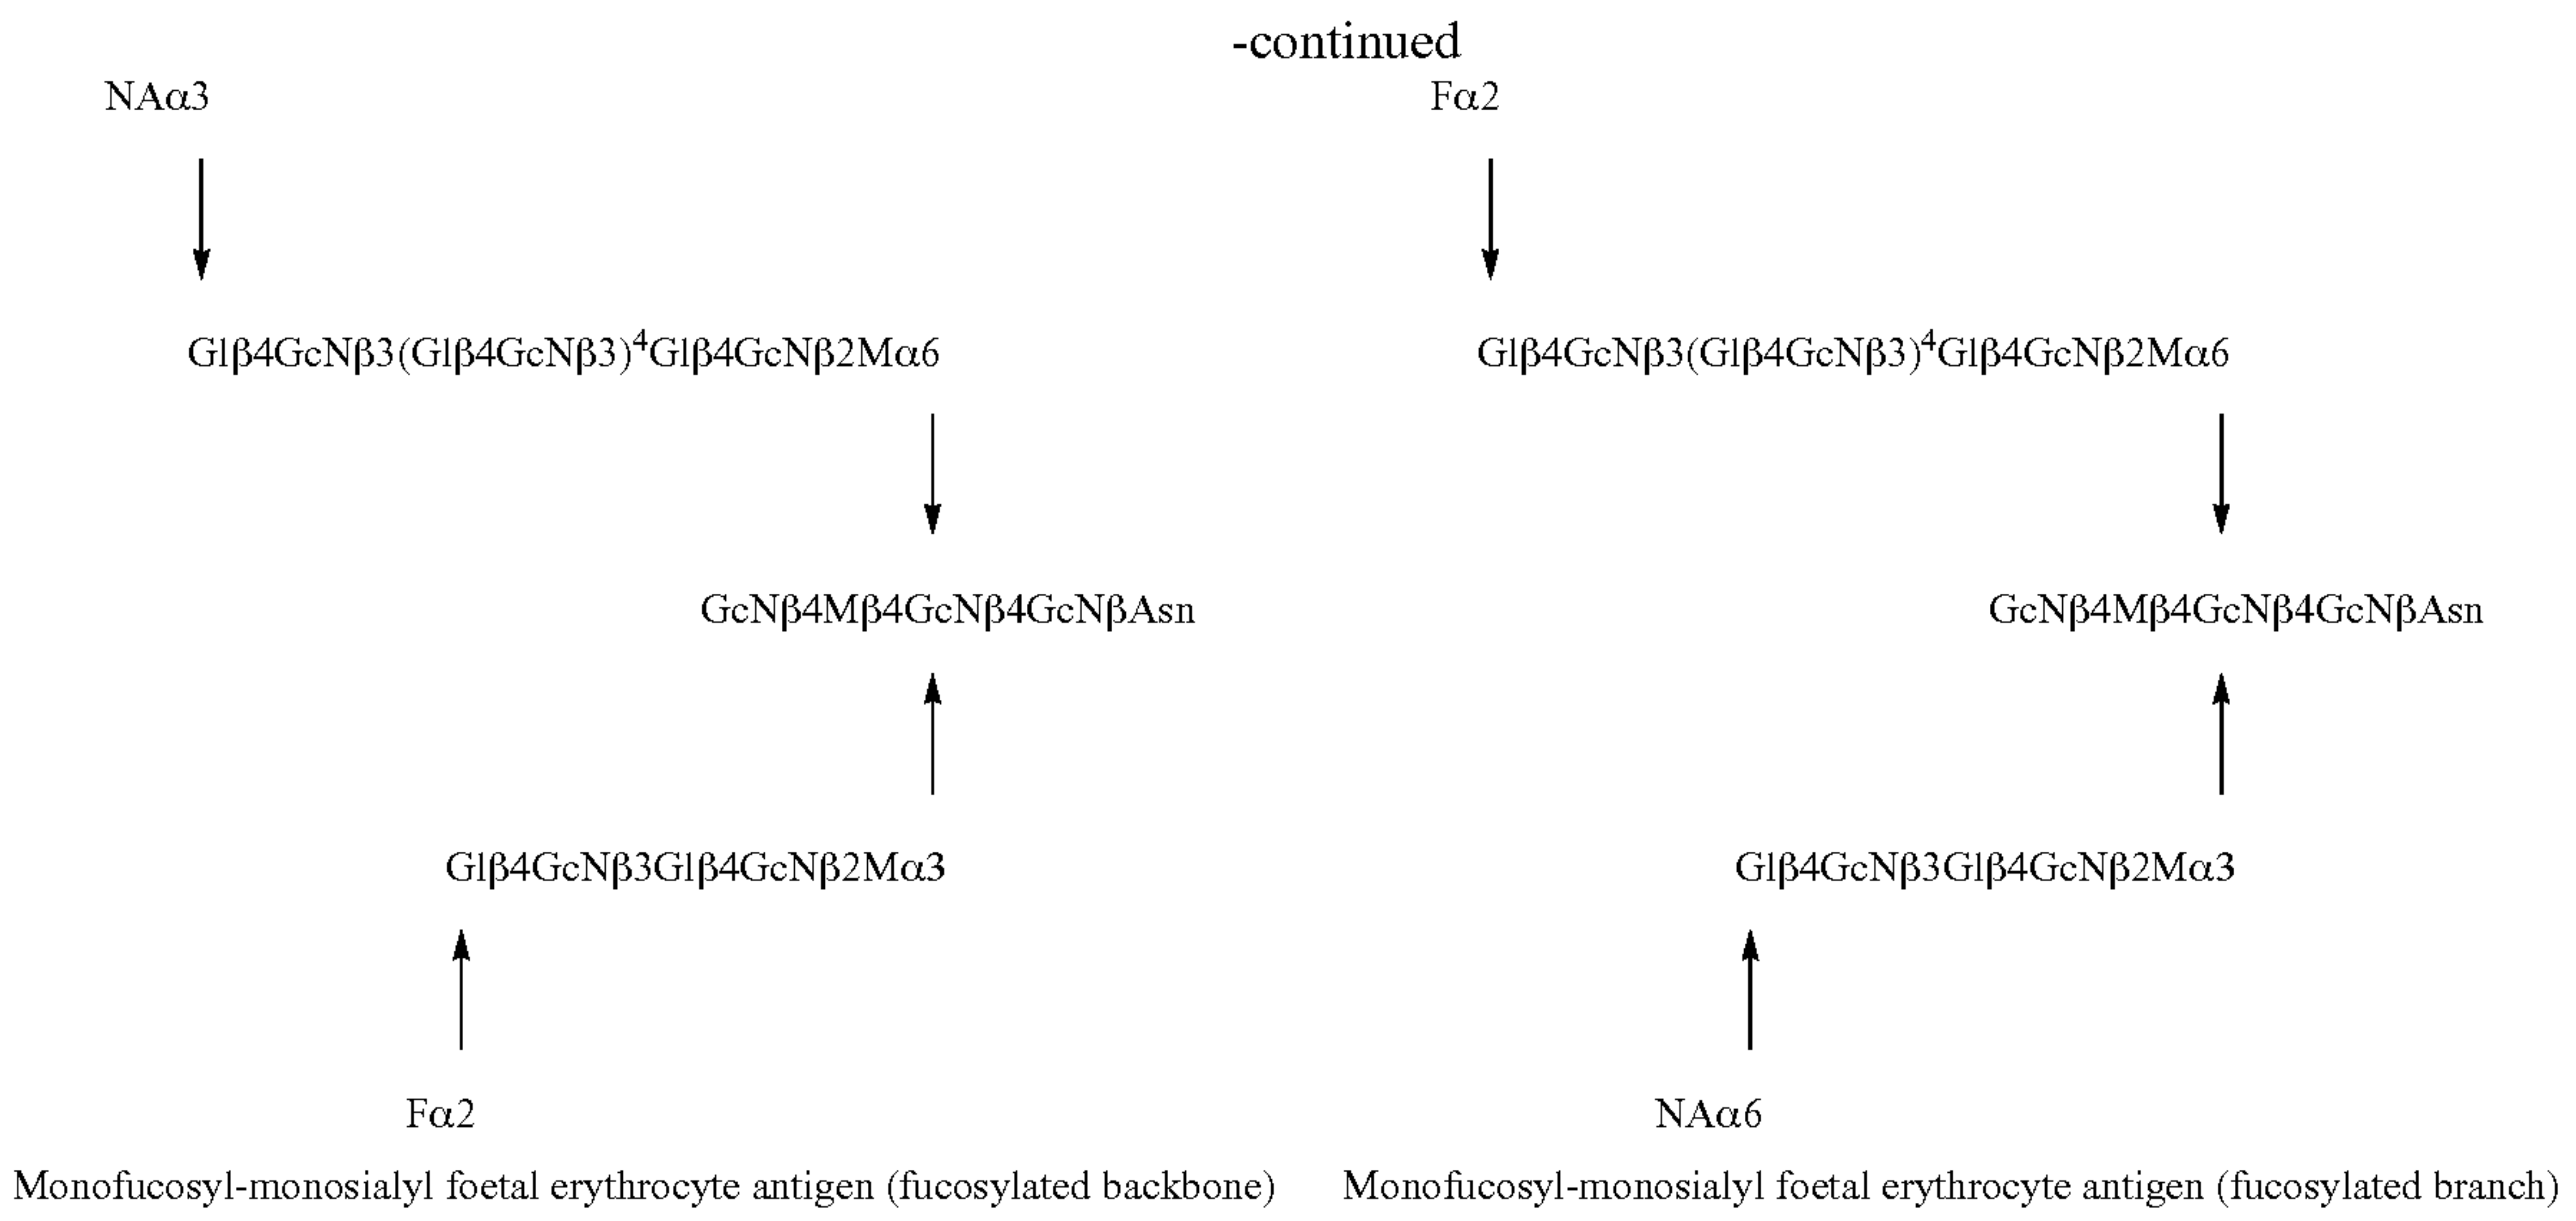 -continued
NAα3
Fα2
Glβ4GcNβ3(Glβ4GcNβ3)⁴Glβ4GcNβ2Mα6
Glβ4GcNβ3(Glβ4GcNβ3)⁴Glβ4GcNβ2Mα6
GcNβ4Mβ4GcNβ4GcNβAsn
GcNβ4Mβ4GcNβ4GcNβAsn
Glβ4GcNβ3Glβ4GcNβ2Mα3
Glβ4GcNβ3Glβ4GcNβ2Mα3
Fα2
NAα6
Monofucosyl-monosialyl foetal erythrocyte antigen (fucosylated backbone)
Monofucosyl-monosialyl foetal erythrocyte antigen (fucosylated branch)